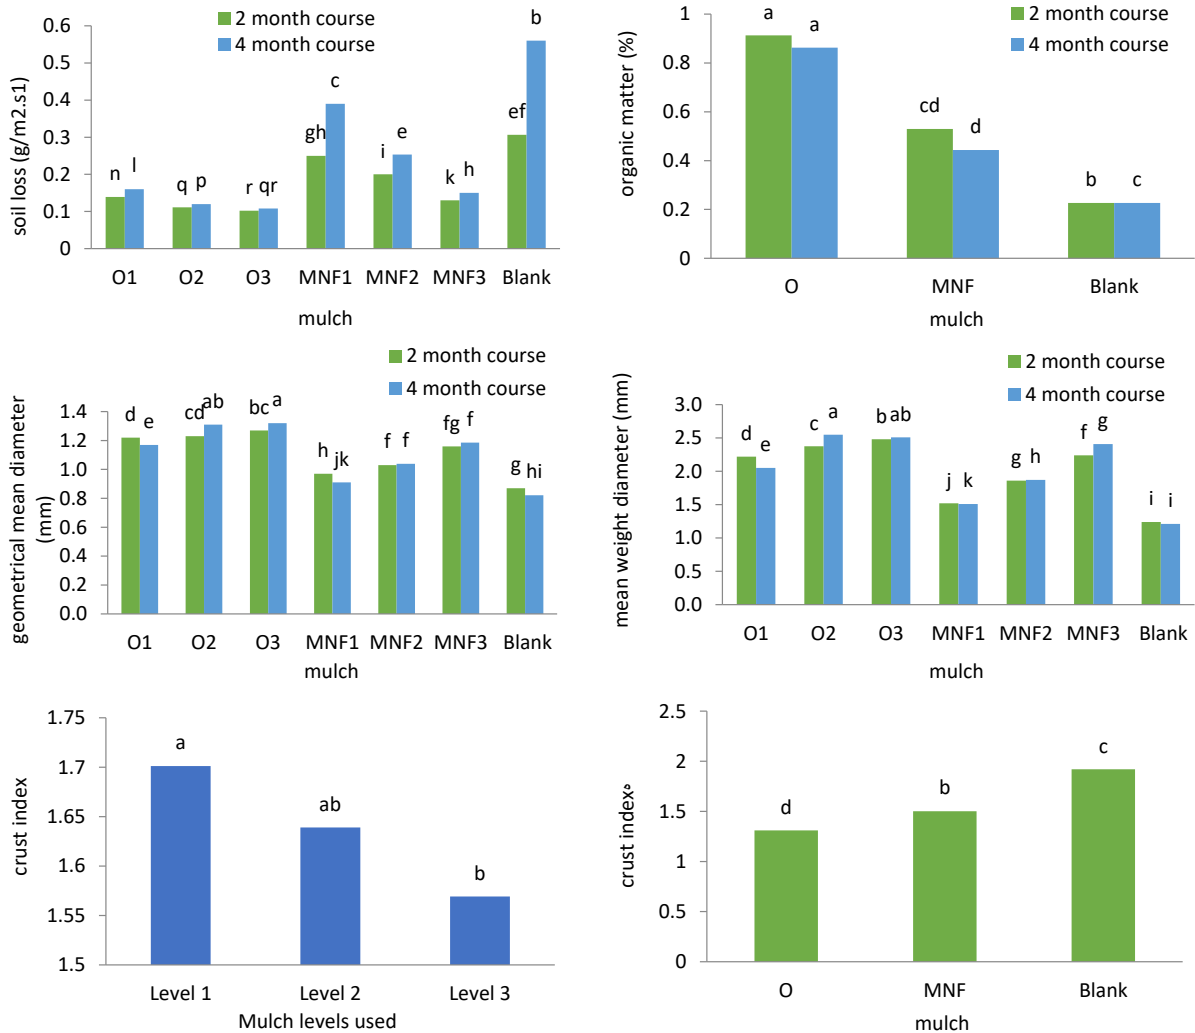 2 month course
4 month course
soil loss (g/m2.s1)
0.6
0.5
0.4
0.3
0.2
0.1
0
n
l
q
p
r
qr
gh
c
i
e
k
h
ef
b
O1
O2
O3
MNF1
MNF2
MNF3
Blank
mulch
2 month course
4 month course
organic matter (%)
1
0.8
0.6
0.4
0.2
0
a
a
cd
d
b
c
O
MNF
Blank
mulch
2 month course
4 month course
geometrical mean diameter
(mm)
1.4
1.2
1.0
0.8
0.6
0.4
0.2
0.0
d
e
cd
ab
bc
a
h
jk
f
f
fg
f
g
hi
O1
O2
O3
MNF1
MNF2
MNF3
Blank
mulch
2 month course
4 month course
mean weight diameter (mm)
3.0
2.5
2.0
1.5
1.0
0.5
0.0
d
e
c
a
b
ab
j
k
g
h
f
g
i
i
O1
O2
O3
MNF1
MNF2
MNF3
Blank
mulch
crust index
1.75
1.7
1.65
1.6
1.55
1.5
a
ab
b
Level 1
Level 2
Level 3
Mulch levels used
crust index
2.5
2
1.5
1
0.5
0
d
b
c
O
MNF
Blank
mulch